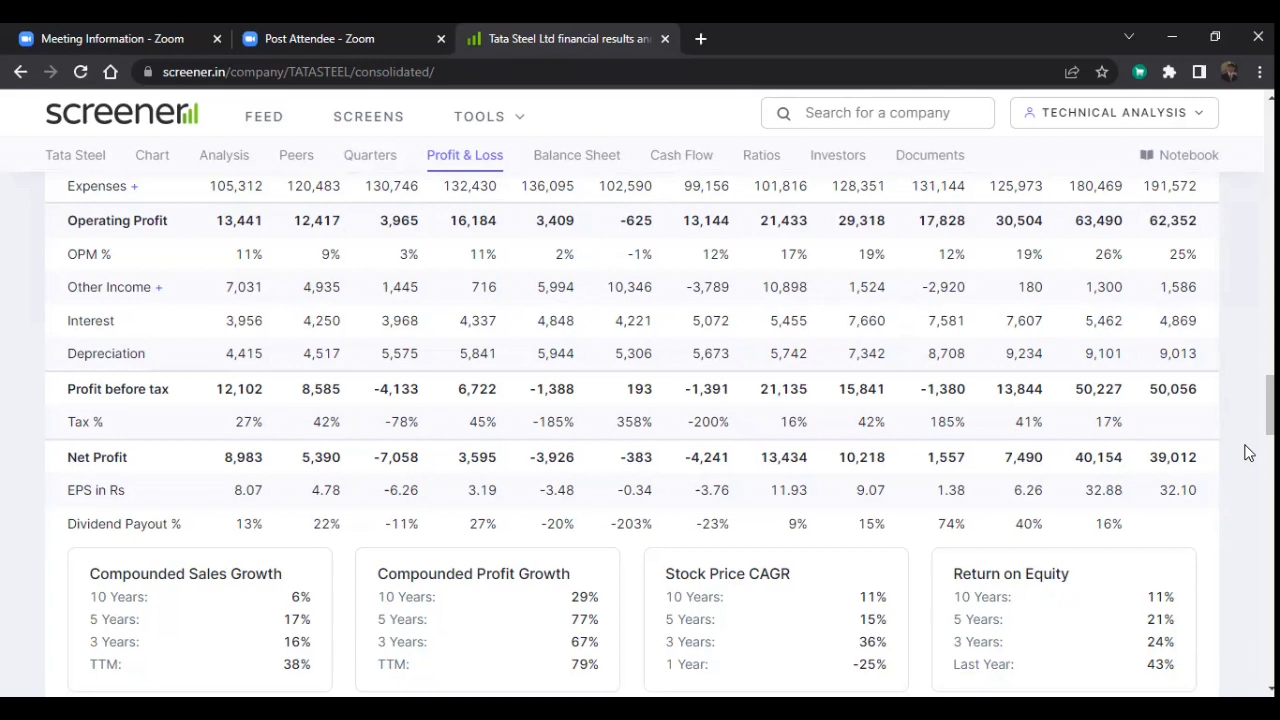 Meeting Information - Zoom Post Attendee - Zoom Tata Steel Ltd financial results an
screener.in/company/TATASTEEL/consolidated/
screener FEED SCREENS TOOLS Search for a company TECHNICAL ANALYSIS
Tata Steel Chart Analysis Peers Quarters Profit & Loss Balance Sheet Cash Flow Ratios Investors Documents Notebook
Expenses + 105,312 120,483 130,746 132,430 136,095 102,590 99,156 101,816 128,351 131,144 125,973 180,469 191,572
Operating Profit 13,441 12,417 3,965 16,184 3,409 -625 13,144 21,433 29,318 17,828 30,504 63,490 62,352
OPM % 11% 9% 3% 11% 2% -1% 12% 17% 19% 12% 19% 26% 25%
Other Income + 7,031 4,935 1,445 716 5,994 10,346 -3,789 10,898 1,524 -2,920 180 1,300 1,586
Interest 3,956 4,250 3,968 4,337 4,848 4,221 5,072 5,455 7,660 7,581 7,607 5,462 4,869
Depreciation 4,415 4,517 5,575 5,841 5,944 5,306 5,673 5,742 7,342 8,708 9,234 9,101 9,013
Profit before tax 12,102 8,585 -4,133 6,722 -1,388 193 -1,391 21,135 15,841 -1,380 13,844 50,227 50,056
Tax % 27% 42% -78% 45% -185% 358% -200% 16% 42% 185% 41% 17%
Net Profit 8,983 5,390 -7,058 3,595 -3,926 -383 -4,241 13,434 10,218 1,557 7,490 40,154 39,012
EPS in Rs 8.07 4.78 -6.26 3.19 -3.48 -0.34 -3.76 11.93 9.07 1.38 6.26 32.88 32.10
Dividend Payout % 13% 22% -11% 27% -20% -203% -23% 9% 15% 74% 40% 16%
Compounded Sales Growth Compounded Profit Growth Stock Price CAGR Return on Equity
10 Years: 6% 10 Years: 29% 10 Years: 11% 10 Years: 11%
5 Years: 17% 5 Years: 77% 5 Years: 15% 5 Years: 21%
3 Years: 16% 3 Years: 67% 3 Years: 36% 3 Years: 24%
TTM: 38% TTM: 79% 1 Year: -25% Last Year: 43%